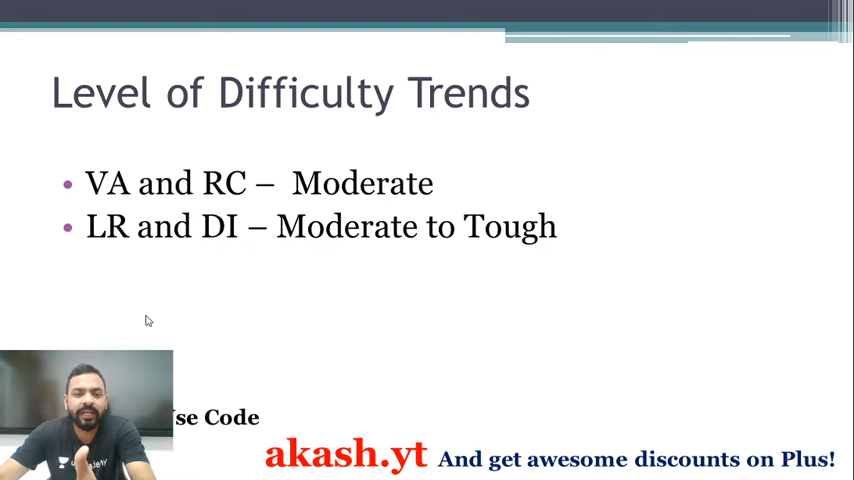 Level of Difficulty Trends
• VA and RC – Moderate
• LR and DI – Moderate to Tough
Use Code
akash.yt And get awesome discounts on Plus!